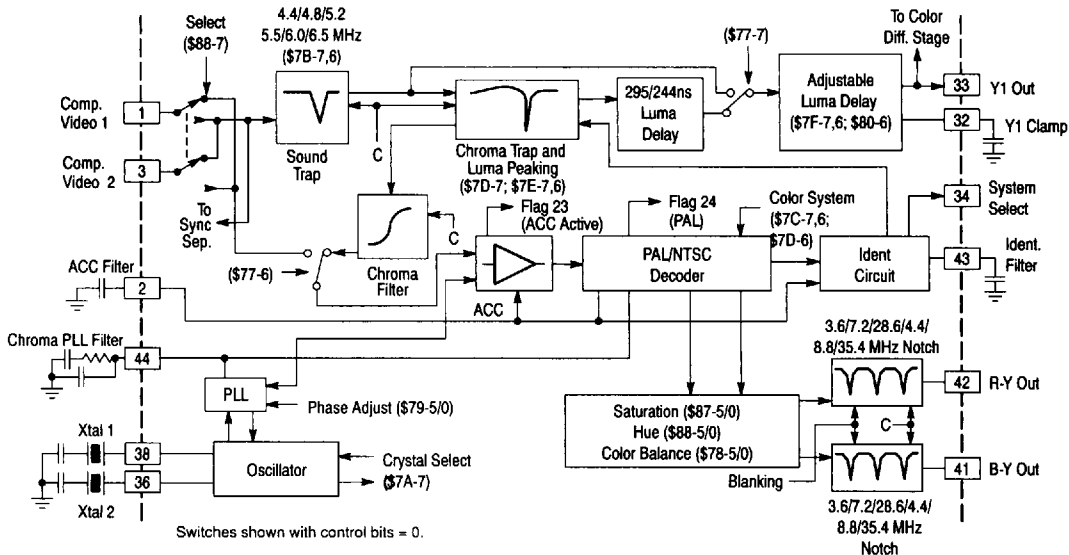 Select
($88-7)
4.4/4.8/5.2
5.5/6.0/6.5 MHz
($7B-7,6)
($77-7)
To Color
Diff. Stage
Comp.
Video 1
1
Sound
Trap
C
Chroma Trap and
Luma Peaking
($7D-7; $7E-7,6)
295/244ns
Luma
Delay
Adjustable
Luma Delay
($7F-7,6; $80-6)
33
Y1 Out
32
Y1 Clamp
Comp.
Video 2
3
To
Sync
Sep.
($77-6)
Chroma
Filter
C
Flag 23
(ACC Active)
Flag 24
(PAL)
Color System
($7C-7,6;
$7D-6)
34
System
Select
PAL/NTSC
Decoder
Ident
Circuit
43
Ident.
Filter
ACC Filter
2
ACC
Chroma PLL Filter
44
PLL
Phase Adjust ($79-5/0)
3.6/7.2/28.6/4.4/
8.8/35.4 MHz Notch
42
R-Y Out
Saturation ($87-5/0)
Hue ($88-5/0)
Color Balance ($78-5/0)
C
Blanking
Xtal 1
38
36
Xtal 2
Oscillator
Crystal Select
($7A-7)
41
B-Y Out
3.6/7.2/28.6/4.4/
8.8/35.4 MHz
Notch
Switches shown with control bits = 0.